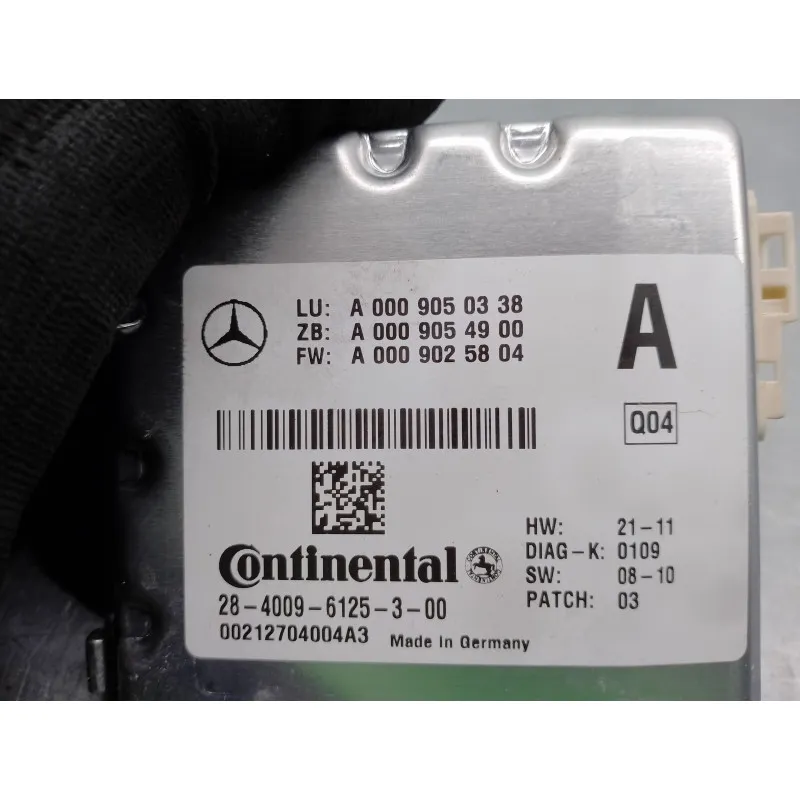 LU: A 000 905 03 38
ZB: A 000 905 49 00
FW: A 000 902 58 04
A
Q04
HW: 21-11
DIAG-K: 0109
SW: 08-10
PATCH: 03
Continental
28-4009-6125-3-00
00212704004A3 Made in Germany